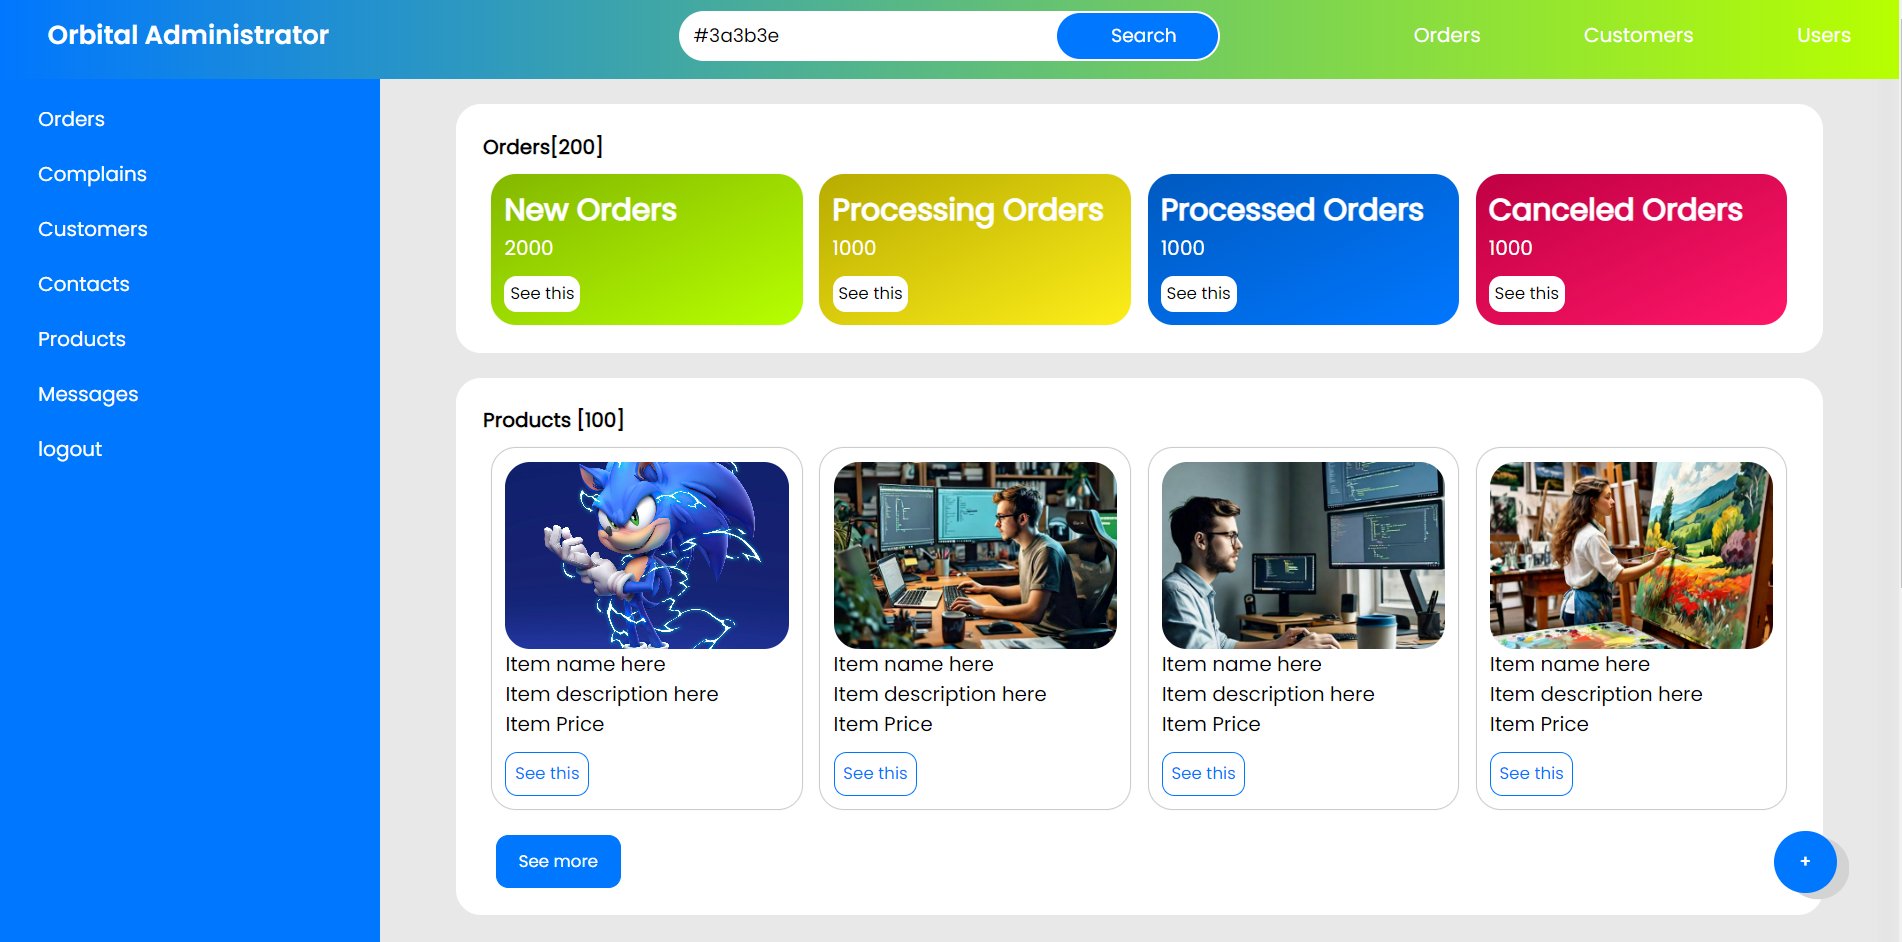 Orbital Administrator
#3a3b3e
Search
Orders
Customers
Users
Orders
Complains
Customers
Contacts
Products
Messages
logout
Orders[200]
New Orders
2000
See this
Processing Orders
1000
See this
Processed Orders
1000
See this
Canceled Orders
1000
See this
Products [100]
Item name here
Item description here
Item Price
See this
Item name here
Item description here
Item Price
See this
Item name here
Item description here
Item Price
See this
Item name here
Item description here
Item Price
See this
See more
+